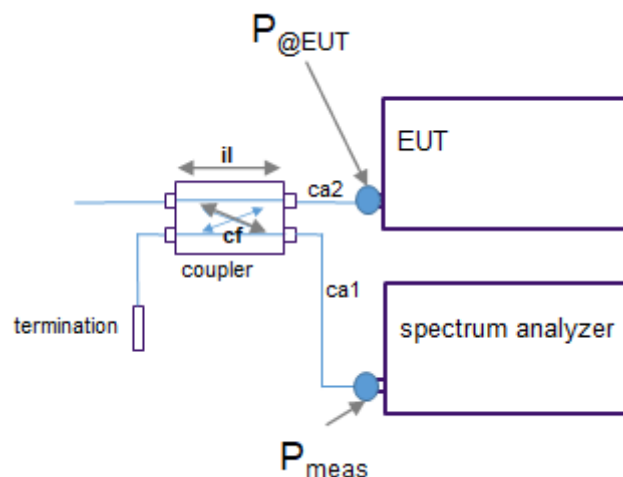 P@EUT
EUT
il
ca2
cf
coupler
ca1
termination
spectrum analyzer
Pmeas